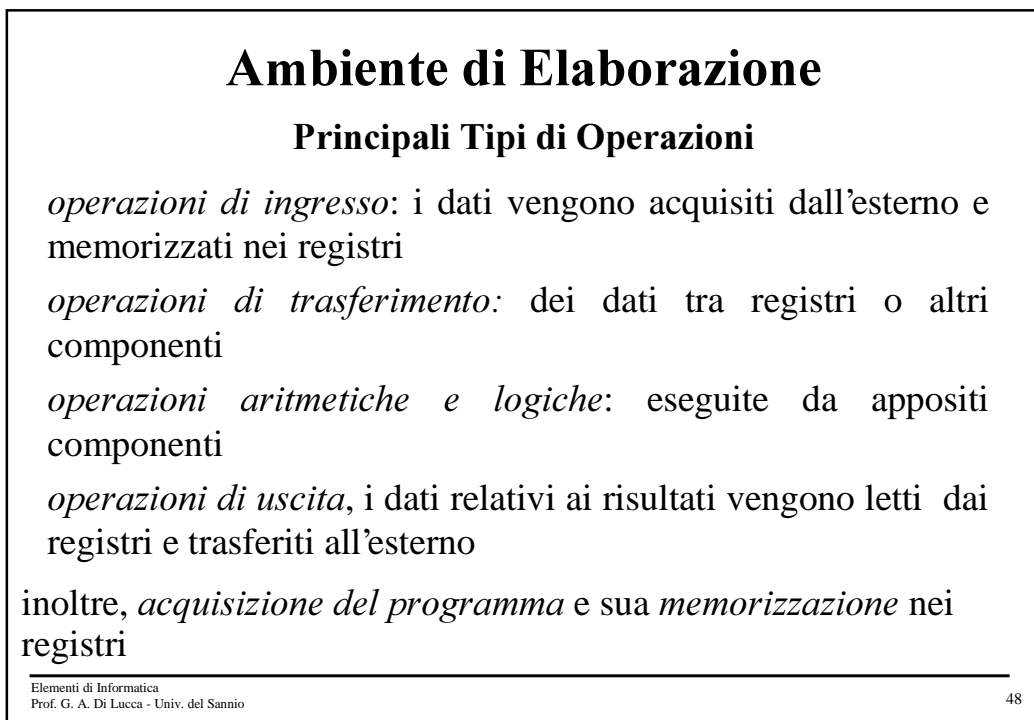 Ambiente di Elaborazione
Principali Tipi di Operazioni
operazioni di ingresso: i dati vengono acquisiti dall’esterno e
memorizzati nei registri
operazioni di trasferimento: dei dati tra registri o altri
componenti
operazioni aritmetiche e logiche: eseguite da appositi
componenti
operazioni di uscita, i dati relativi ai risultati vengono letti dai
registri e trasferiti all’esterno
inoltre, acquisizione del programma e sua memorizzazione nei
registri
Elementi di Informatica
Prof. G. A. Di Lucca - Univ. del Sannio
48